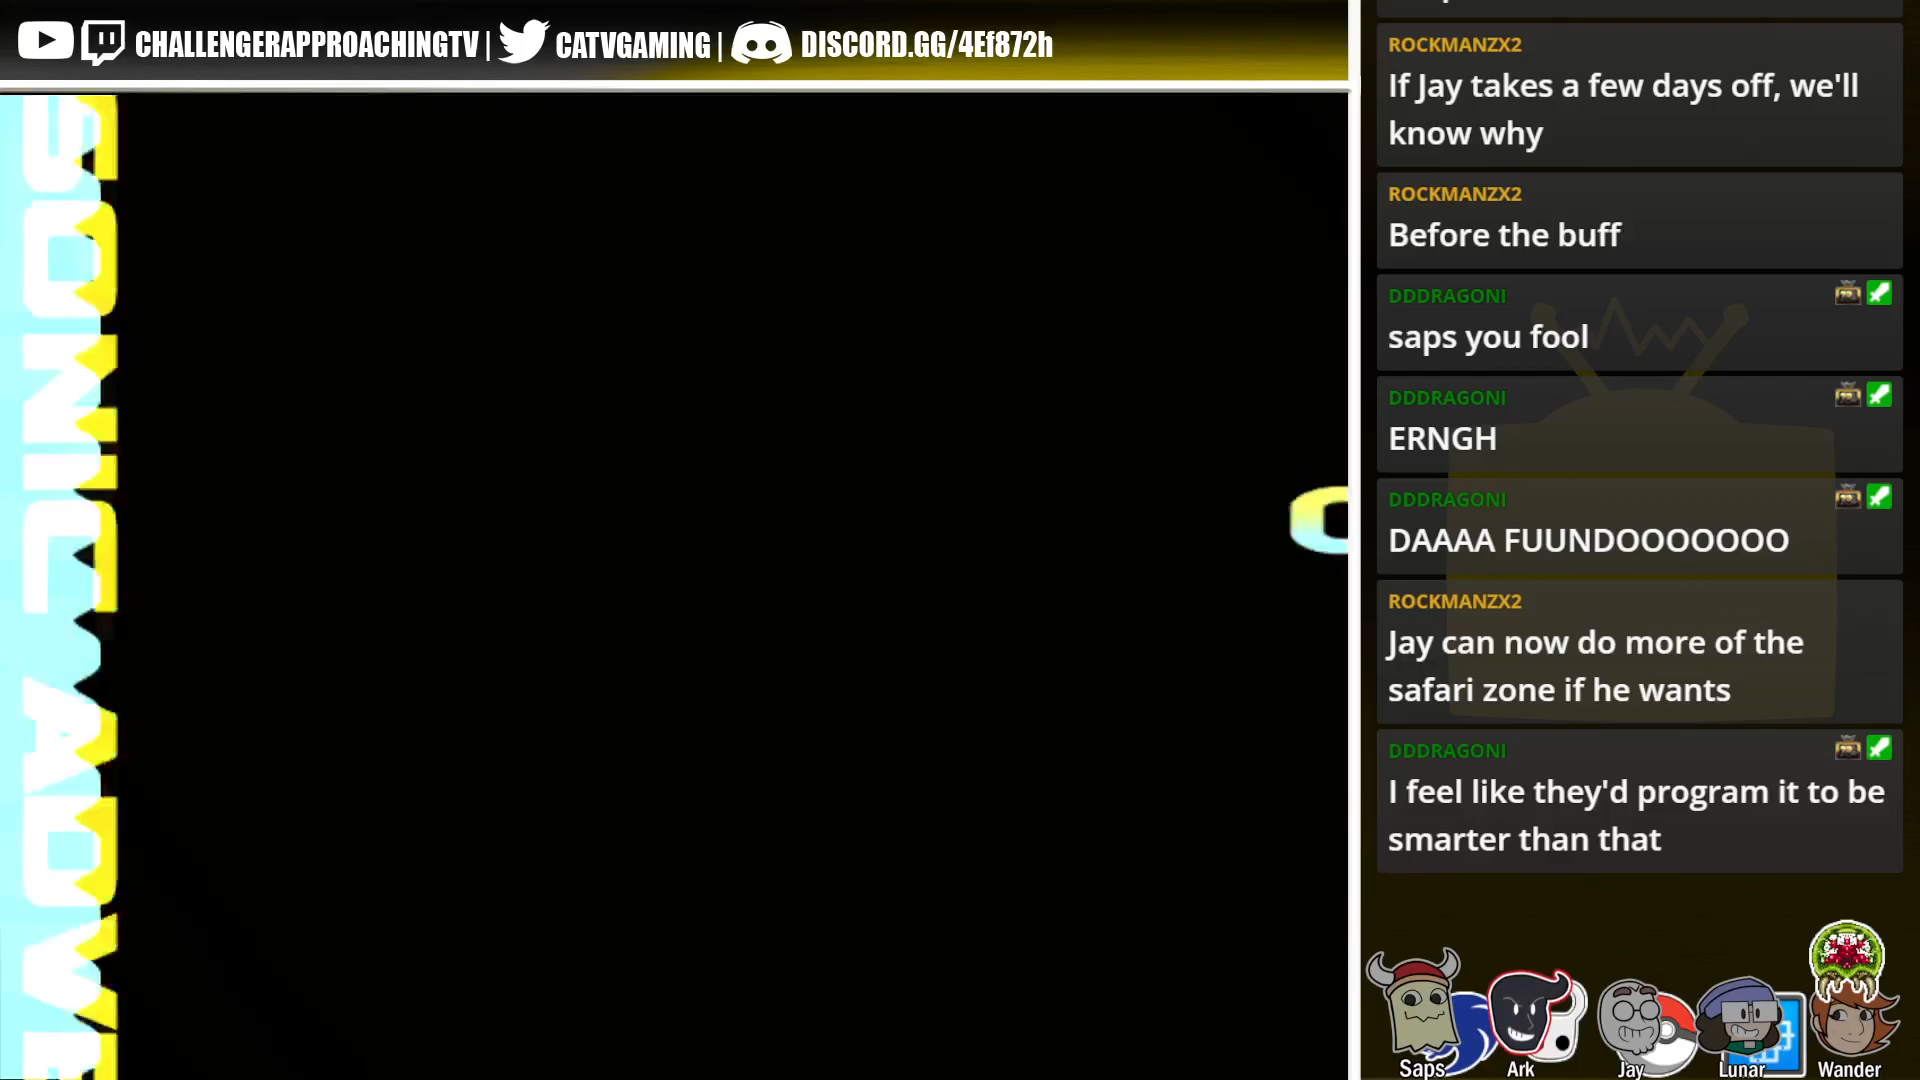 CHALLENGERAPPROACHINGTV | CATVGAMING | DISCORD.GG/4Ef872h
SONIC ADVE
ROCKMANZX2
If Jay takes a few days off, we'll
know why
ROCKMANZX2
Before the buff
DDDRAGONI
saps you fool
DDDRAGONI
ERNGH
DDDRAGONI
DAAAA FUUNDOOOOOOO
ROCKMANZX2
Jay can now do more of the
safari zone if he wants
DDDRAGONI
I feel like they'd program it to be
smarter than that
Saps Ark Jay Lunar Wander